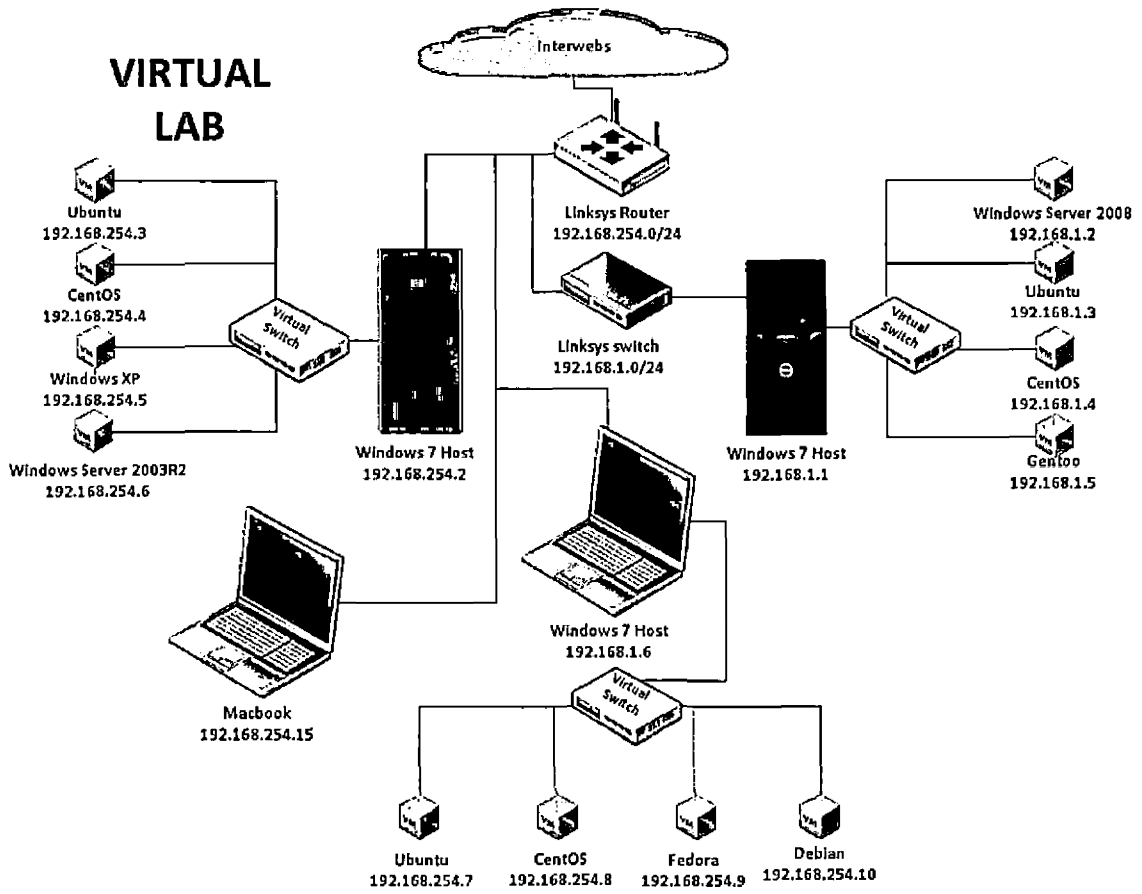 Interwebs
VIRTUAL
LAB
Ubuntu
192.168.254.3
CentOS
192.168.254.4
Windows XP
192.168.254.5
Windows Server 2003R2
192.168.254.6
Virtual
Switch
Windows 7 Host
192.168.254.2
Linksys Router
192.168.254.0/24
Linksys switch
192.168.1.0/24
Windows 7 Host
192.168.1.1
Virtual
Switch
Windows Server 2008
192.168.1.2
Ubuntu
192.168.1.3
CentOS
192.168.1.4
Gentoo
192.168.1.5
Macbook
192.168.254.15
Windows 7 Host
192.168.1.6
Virtual
Switch
VM
Ubuntu
192.168.254.7
VM
CentOS
192.168.254.8
VM
Fedora
192.168.254.9
VM
Debian
192.168.254.10